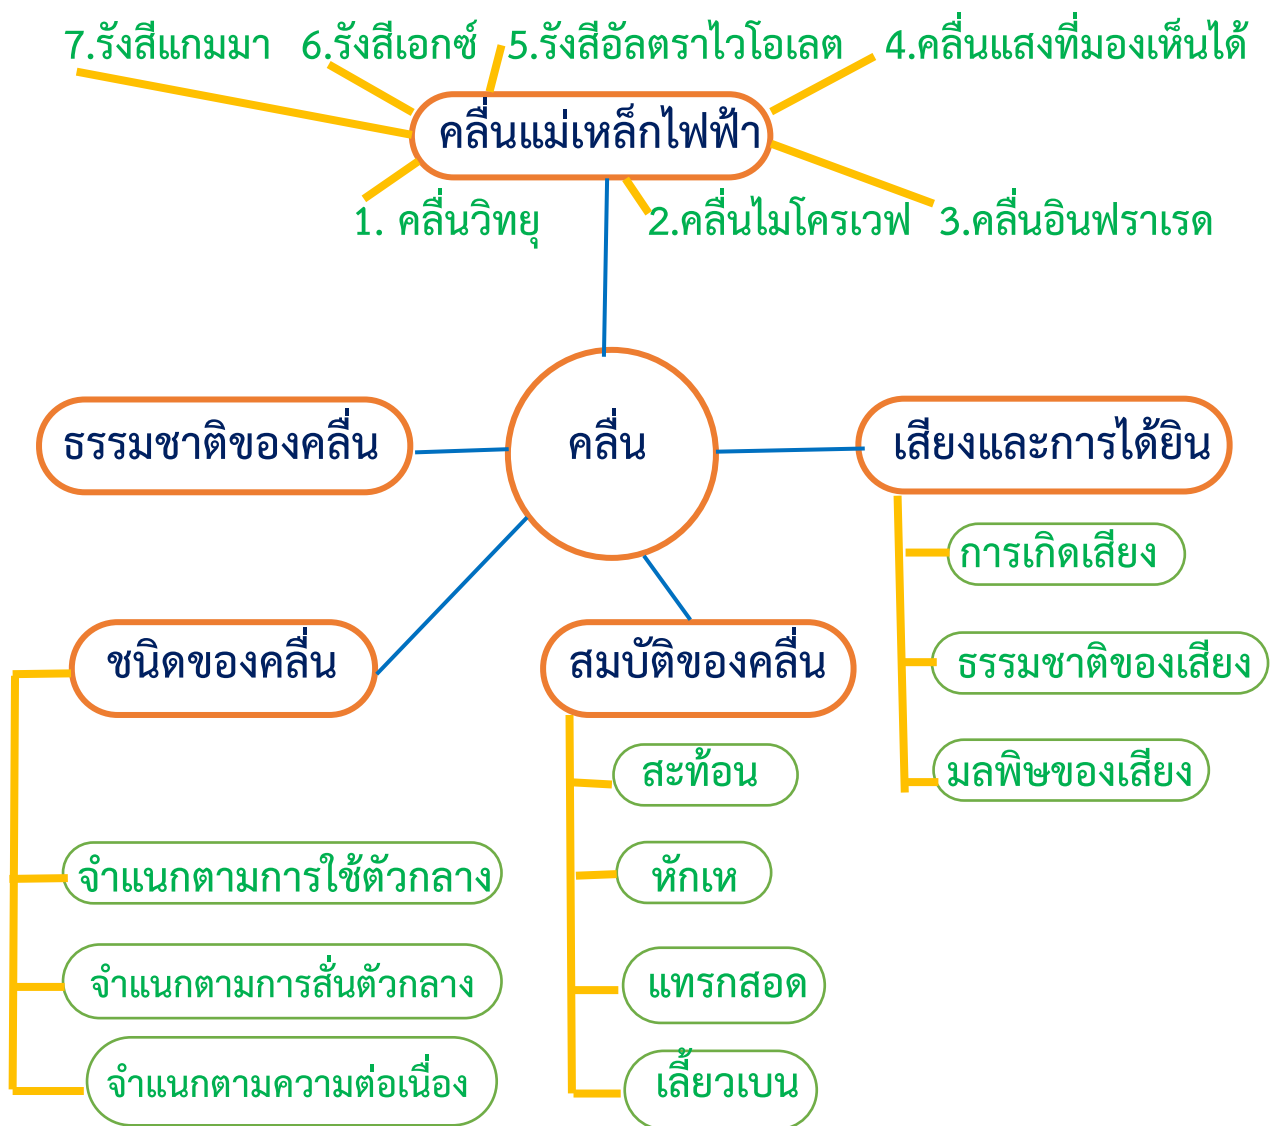 7.รังสีแกมมา 6.รังสีเอกซ์ 5.รังสีอัลตราไวโอเลต 4.คลื่นแสงที่มองเห็นได้
คลื่นแม่เหล็กไฟฟ้า
1. คลื่นวิทยุ 2.คลื่นไมโครเวฟ 3.คลื่นอินฟราเรด
ธรรมชาติของคลื่น คลื่น เสียงและการได้ยิน
การเกิดเสียง
ธรรมชาติของเสียง
มลพิษของเสียง
ชนิดของคลื่น สมบัติของคลื่น
สะท้อน
หักเห
แทรกสอด
เลี้ยวเบน
จำแนกตามการใช้ตัวกลาง
จำแนกตามการสั่นตัวกลาง
จำแนกตามความต่อเนื่อง